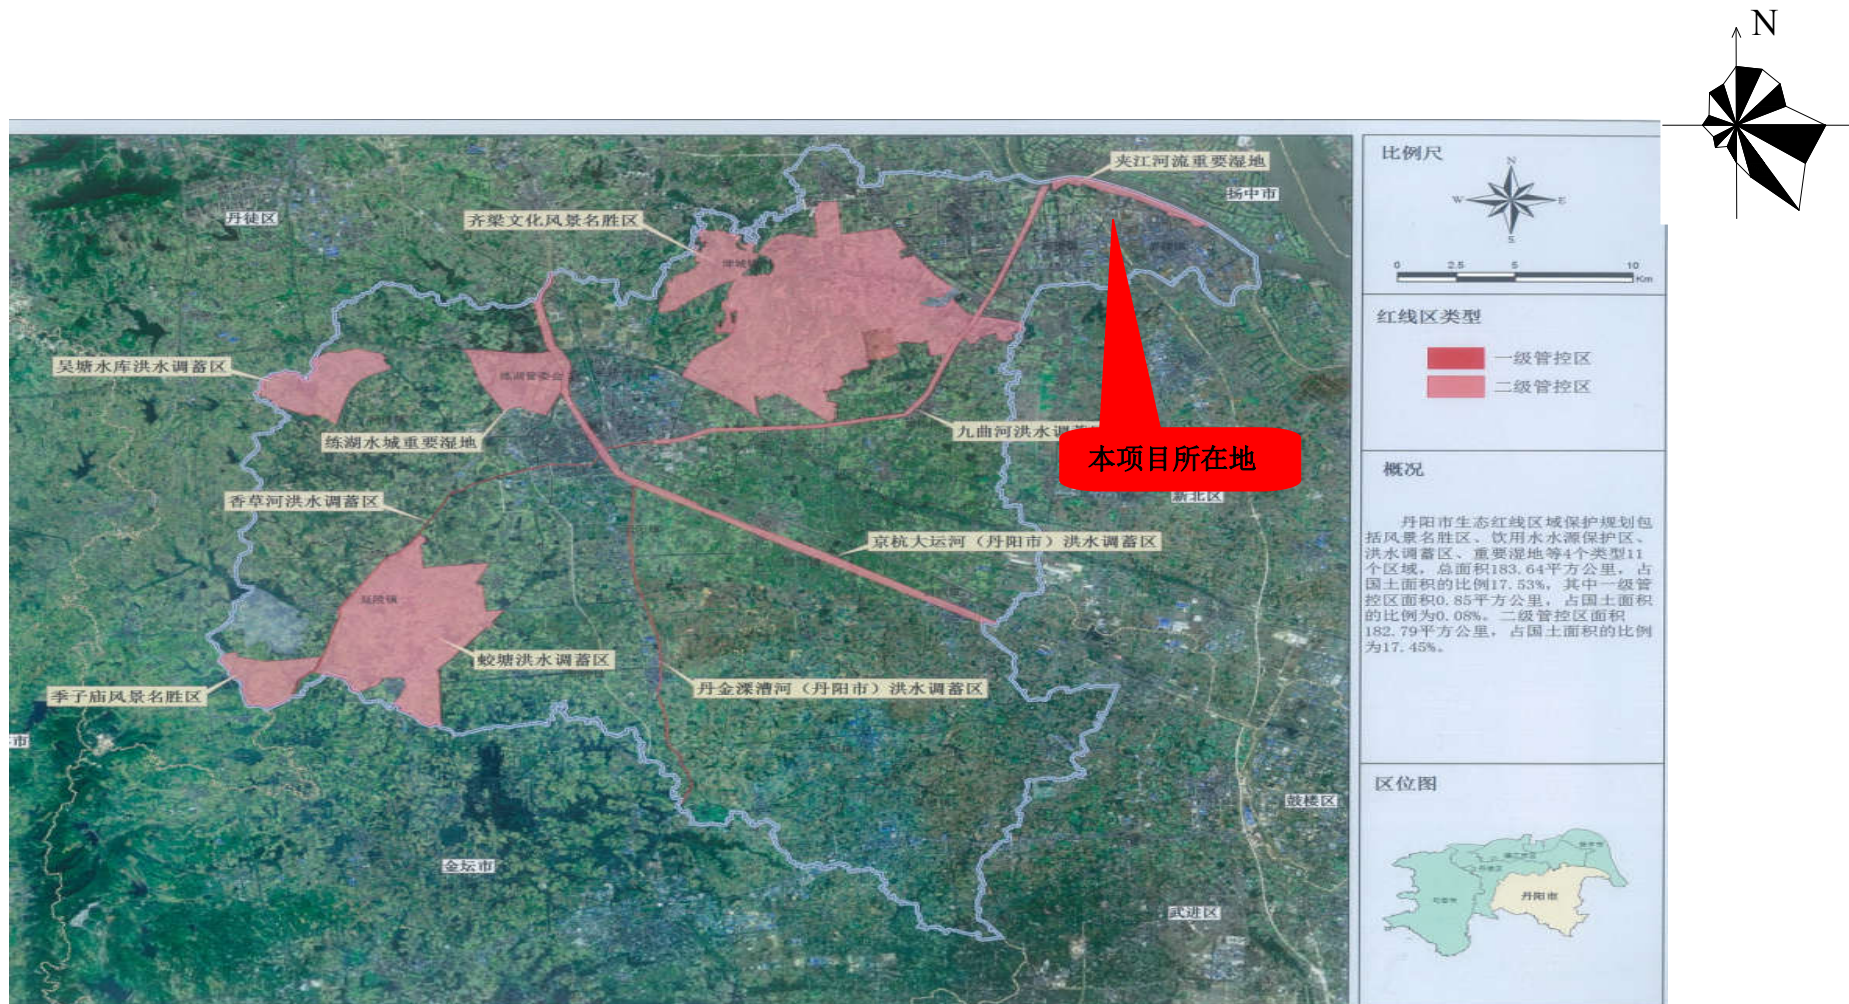 N
夹江河流重要湿地
扬中市
丹徒区
齐梁文化风景名胜区
吴塘水库洪水调蓄区
练湖管委会
练湖水城重要湿地
九曲河洪水调蓄
本项目所在地
新北区
香草河洪水调蓄区
京杭大运河（丹阳市）洪水调蓄区
延陵镇
蛟塘洪水调蓄区
季子庙风景名胜区
丹金溧漕河（丹阳市）洪水调蓄区
市
金坛市
武进区
鼓楼区
比例尺
N
W E
S
0 2.5 5 10
Km
红线区类型
一级管控区
二级管控区
概况
丹阳市生态红线区域保护规划包
括风景名胜区、饮用水水源保护区、
洪水调蓄区、重要湿地等4个类型11
个区域，总面积183.64平方公里，占
国土面积的比例17.53%，其中一级管
控区面积0.85平方公里，占国土面积
的比例为0.08%。二级管控区面积
182.79平方公里，占国土面积的比例
为17.45%。
区位图
丹阳市